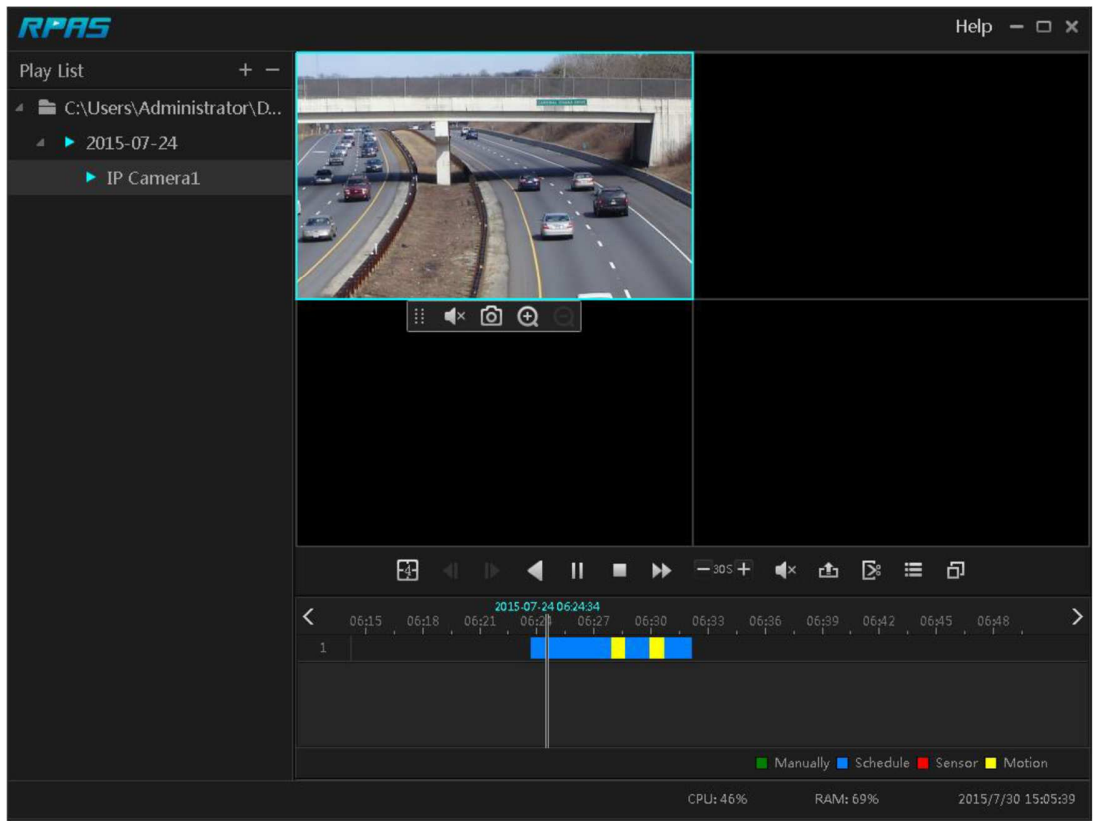 RPAS
Help
Play List
C:\Users\Administrator\D...
2015-07-24
IP Camera1
4
30S
2015-07-24 06:24:34
06:15 06:18 06:21 06:24 06:27 06:30 06:33 06:36 06:39 06:42 06:45 06:48
1
Manually Schedule Sensor Motion
CPU: 46% RAM: 69% 2015/7/30 15:05:39